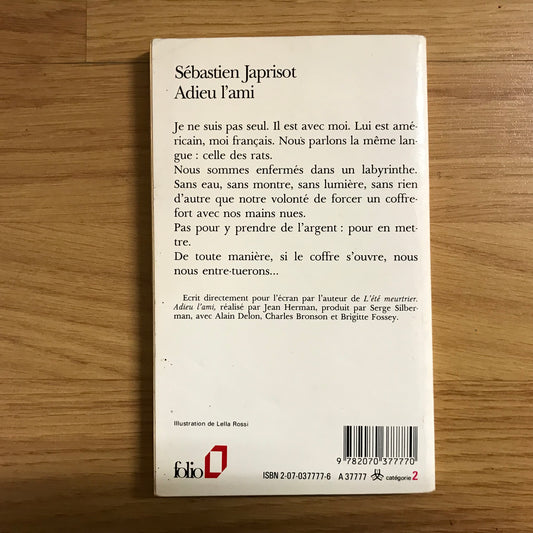 Sébastien Japrisot
Adieu l'ami
Je ne suis pas seul. Il est avec moi. Lui est amé-
ricain, moi français. Nous parlons la même lan-
gue : celle des rats.
Nous sommes enfermés dans un labyrinthe.
Sans eau, sans montre, sans lumière, sans rien
d'autre que notre volonté de forcer un coffre-
fort avec nos mains nues.
Pas pour y prendre de l'argent : pour en met-
tre.
De toute manière, si le coffre s'ouvre, nous
nous entre-tuerons...
Ecrit directement pour l'écran par l'auteur de L'été meurtrier.
Adieu l'ami, réalisé par Jean Herman, produit par Serge Silber-
man, avec Alain Delon, Charles Bronson et Brigitte Fossey.
Illustration de Lella Rossi
folio
9 782070 377770
ISBN 2-07-037777-6 A 37777 catégorie 2